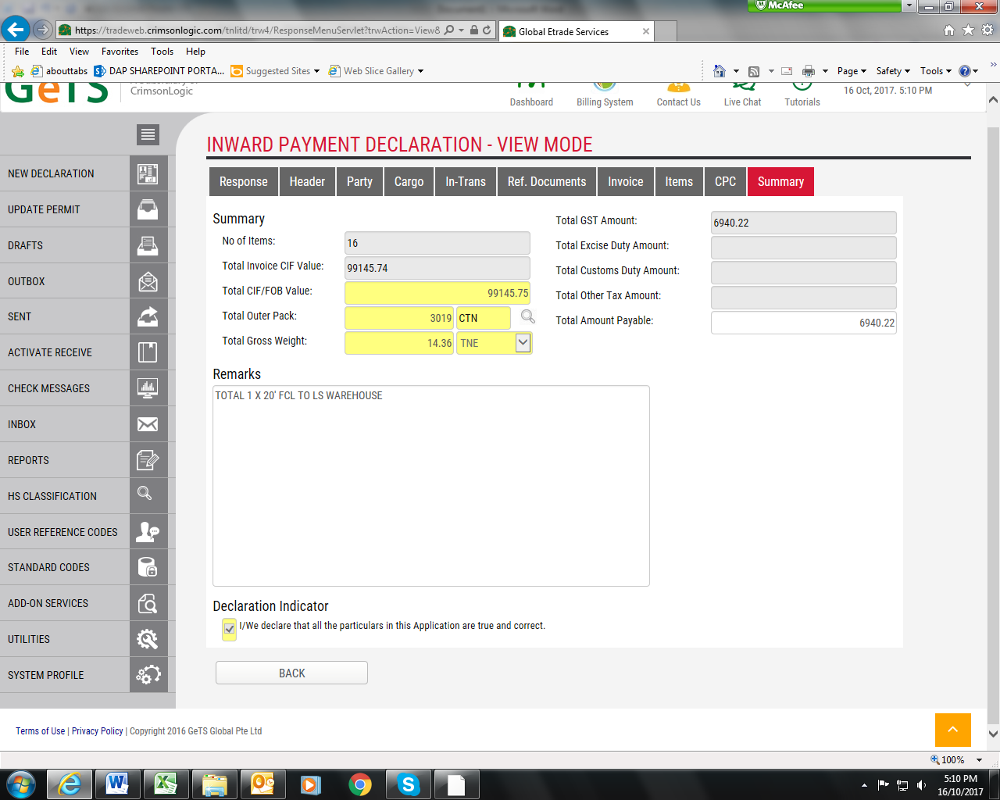 McAfee
https://tradeweb.crimsonlogic.com/tnlitd/trw4/ResponseMenuServlet?trwAction=View8
Global Etrade Services
File Edit View Favorites Tools Help
abouttabs DAP SHAREPOINT PORTA... Suggested Sites Web Slice Gallery
Page Safety Tools
GeTS
CrimsonLogic
Dashboard Billing System Contact Us Live Chat Tutorials
16 Oct, 2017. 5:10 PM
INWARD PAYMENT DECLARATION - VIEW MODE
Response Header Party Cargo In-Trans Ref. Documents Invoice Items CPC Summary
NEW DECLARATION
UPDATE PERMIT
DRAFTS
OUTBOX
SENT
ACTIVATE RECEIVE
CHECK MESSAGES
INBOX
REPORTS
HS CLASSIFICATION
USER REFERENCE CODES
STANDARD CODES
ADD-ON SERVICES
UTILITIES
SYSTEM PROFILE
Summary
No of Items: 16
Total Invoice CIF Value: 99145.74
Total CIF/FOB Value: 99145.75
Total Outer Pack: 3019 CTN
Total Gross Weight: 14.36 TNE
Total GST Amount: 6940.22
Total Excise Duty Amount:
Total Customs Duty Amount:
Total Other Tax Amount:
Total Amount Payable: 6940.22
Remarks
TOTAL 1 X 20' FCL TO LS WAREHOUSE
Declaration Indicator
I/We declare that all the particulars in this Application are true and correct.
BACK
Terms of Use | Privacy Policy | Copyright 2016 GeTS Global Pte Ltd
100%
5:10 PM
16/10/2017